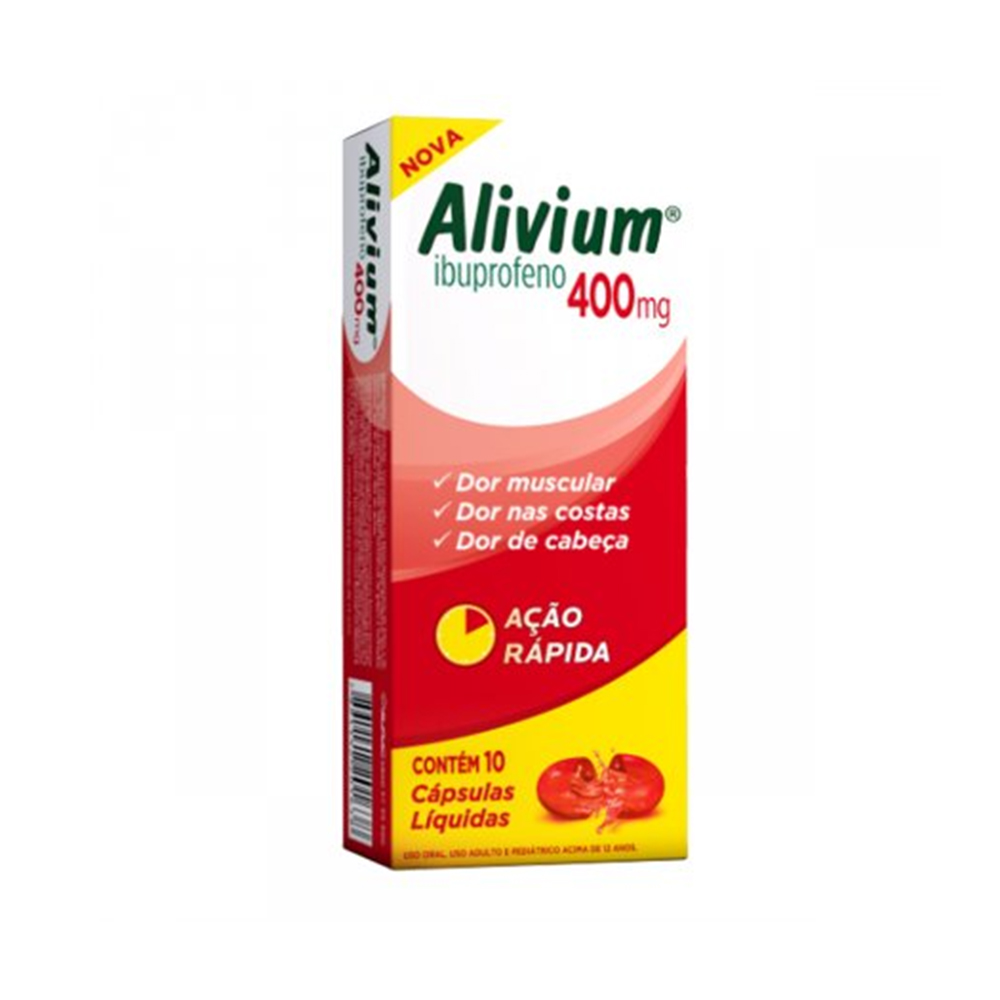 NOVA
Alivium®
ibuprofeno
400mg
✓ Dor muscular
✓ Dor nas costas
✓ Dor de cabeça
AÇÃO
RÁPIDA
CONTÉM 10
Cápsulas
Líquidas
USO ORAL, USO ADULTO E PEDIÁTRICO ACIMA DE 12 ANOS.
Alivium®
ibuprofeno
400mg